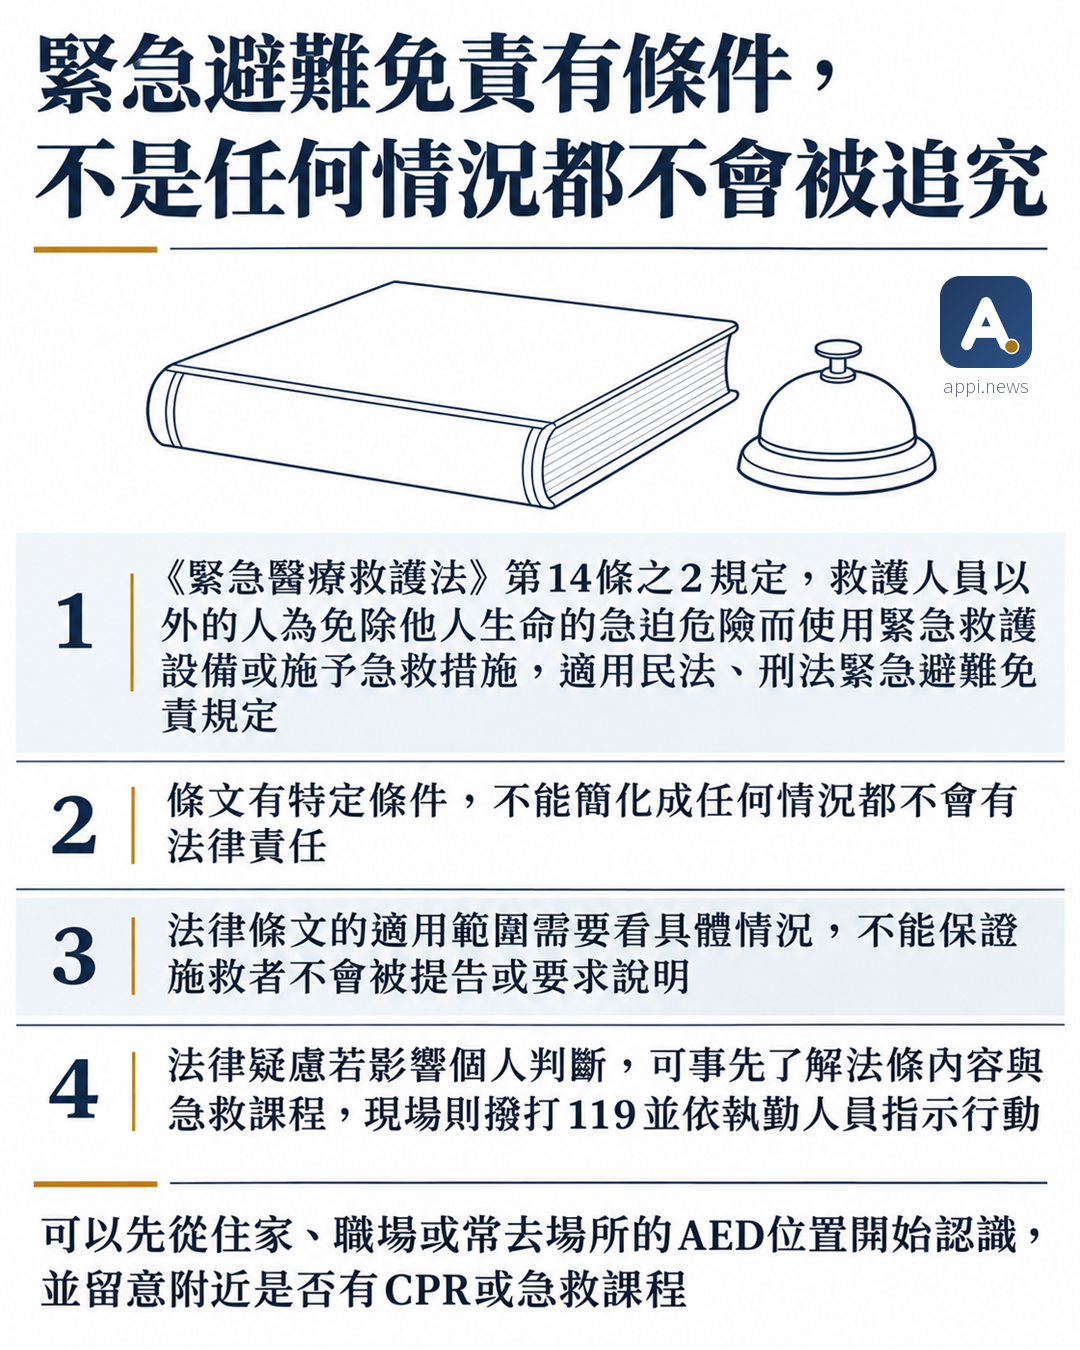 緊急避難免責有條件，
不是任何情況都不會被追究
A
appi.news
1
《緊急醫療救護法》第14條之2規定，救護人員以
外的人為免除他人生命的急迫危險而使用緊急救護
設備或施予急救措施，適用民法、刑法緊急避難免
責規定
2
條文有特定條件，不能簡化成任何情況都不會有
法律責任
3
法律條文的適用範圍需要看具體情況，不能保證
施救者不會被提告或要求說明
4
法律疑慮若影響個人判斷，可事先了解法條內容與
急救課程，現場則撥打119並依執勤人員指示行動
可以先從住家、職場或常去場所的AED位置開始認識，
並留意附近是否有CPR或急救課程